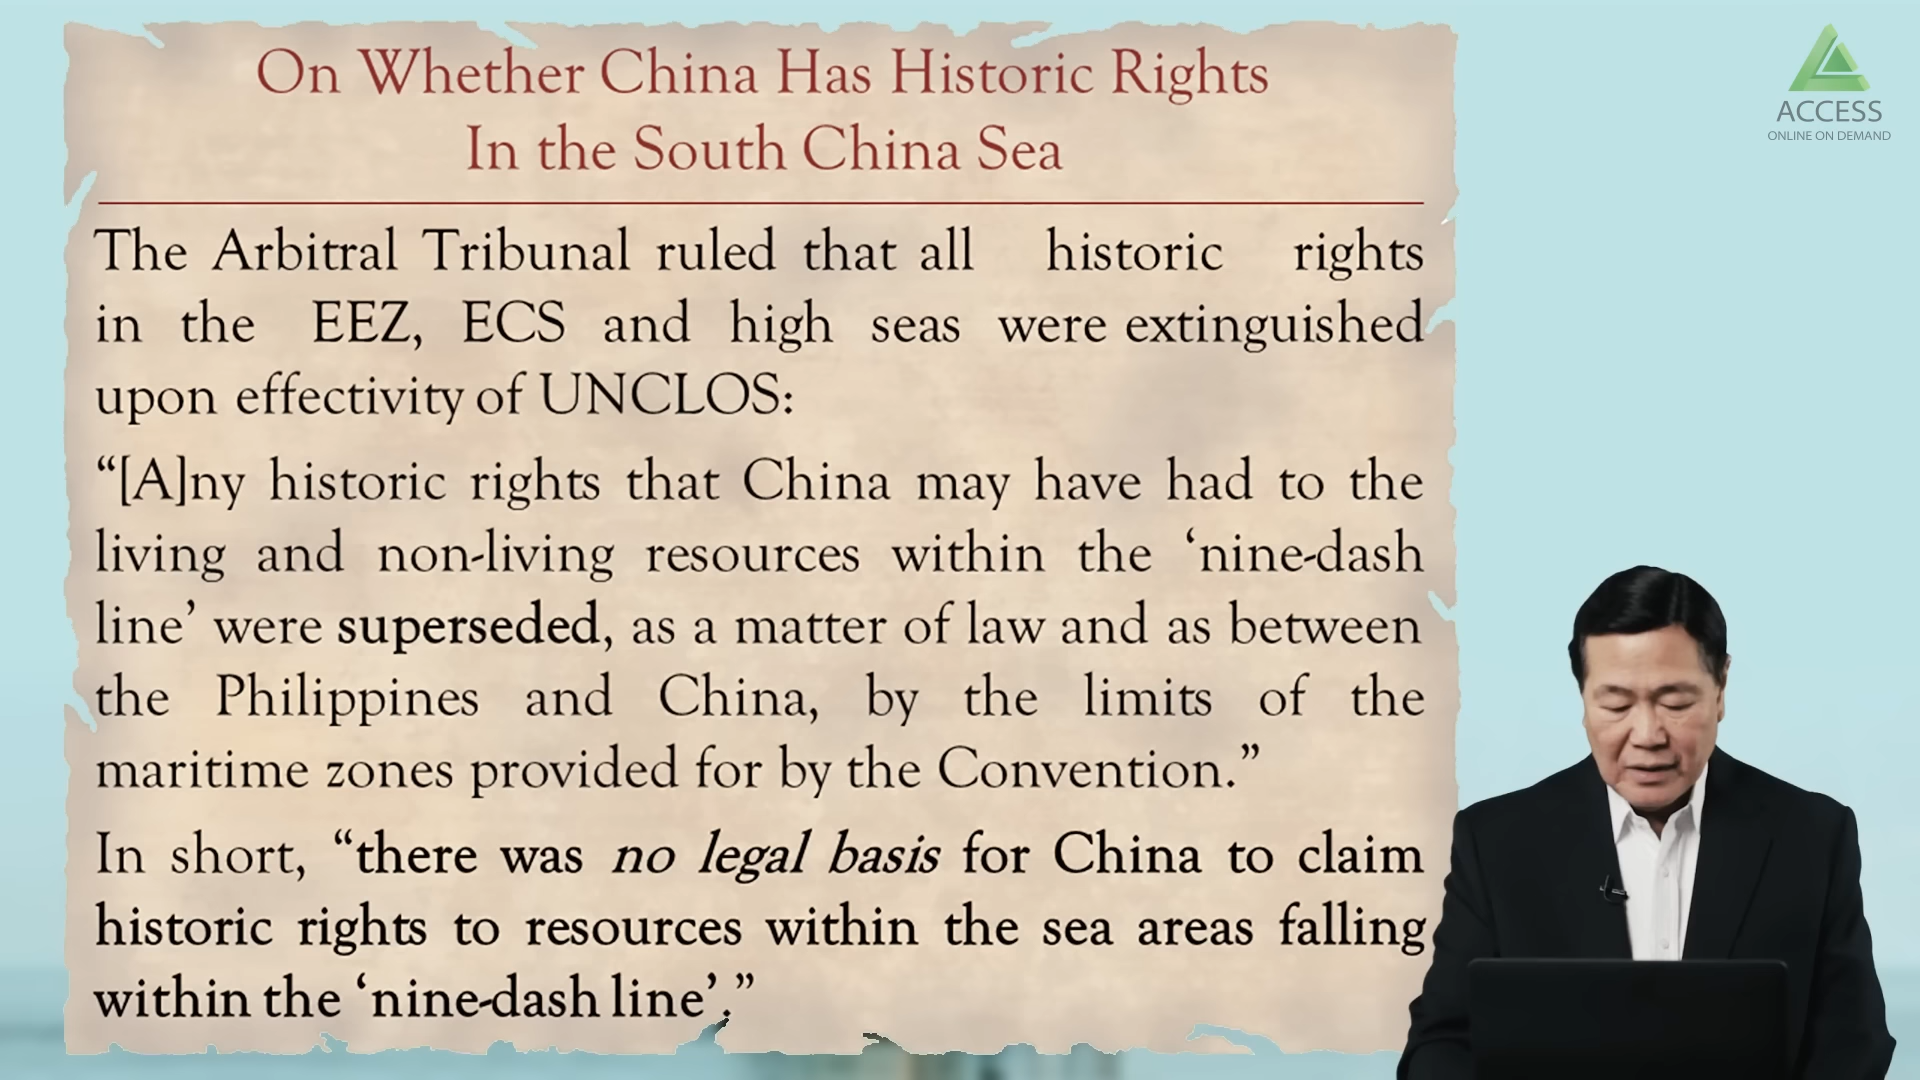 On Whether China Has Historic Rights
In the South China Sea
The Arbitral Tribunal ruled that all historic rights
in the EEZ, ECS and high seas were extinguished
upon effectivity of UNCLOS:
“[A]ny historic rights that China may have had to the
living and non-living resources within the ‘nine-dash
line’ were superseded, as a matter of law and as between
the Philippines and China, by the limits of the
maritime zones provided for by the Convention.”
In short, “there was no legal basis for China to claim
historic rights to resources within the sea areas falling
within the ‘nine-dash line’.”
ACCESS
ONLINE ON DEMAND